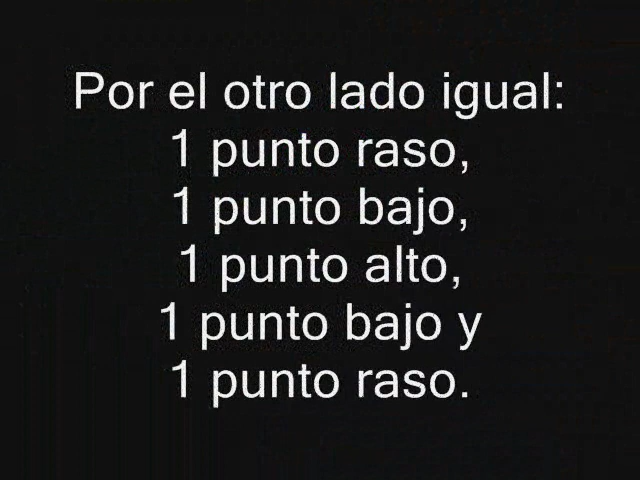 Por el otro lado igual:
1 punto raso,
1 punto bajo,
1 punto alto,
1 punto bajo y
1 punto raso.